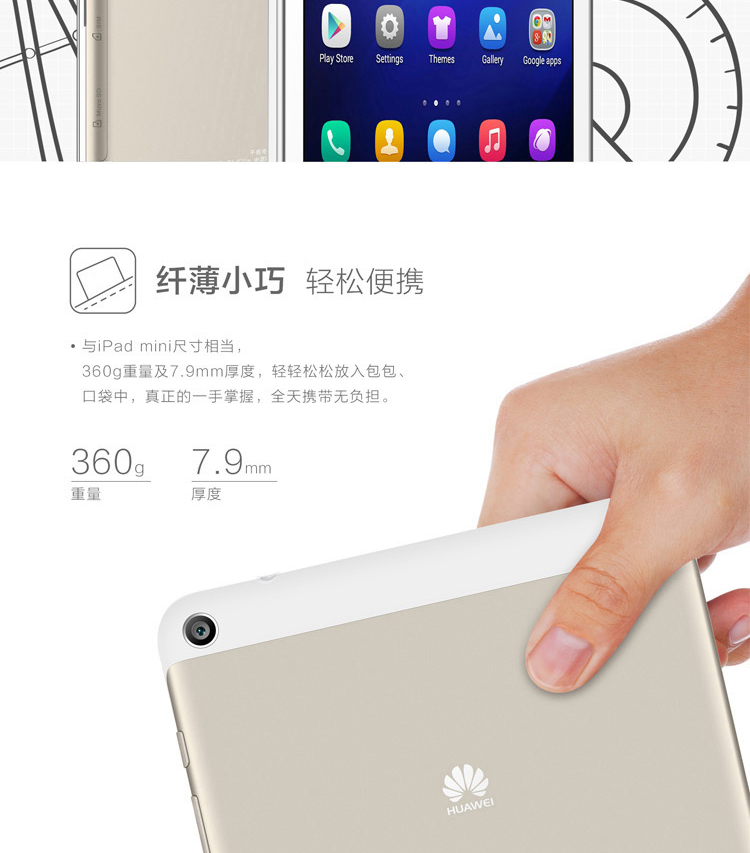 SIM
Micro SD
Play Store
Settings
Themes
Gallery
Google apps
纤薄小巧 轻松便携
• 与iPad mini尺寸相当，
360g重量及7.9mm厚度，轻轻松松放入包包、
口袋中，真正的一手掌握，全天携带无负担。
360g 7.9mm
重量 厚度
HUAWEI